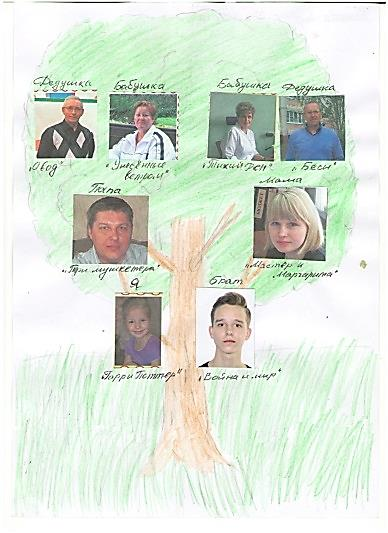 Дедушка Бабушка Бабушка Дедушка
„Овод" „Унесённые ветром" „Тихий Дон" „Бесы"
Папа Мама
„Три мушкетера" „Мастер и Маргарита"
Я брат
„Гарри Поттер" „Война и мир"